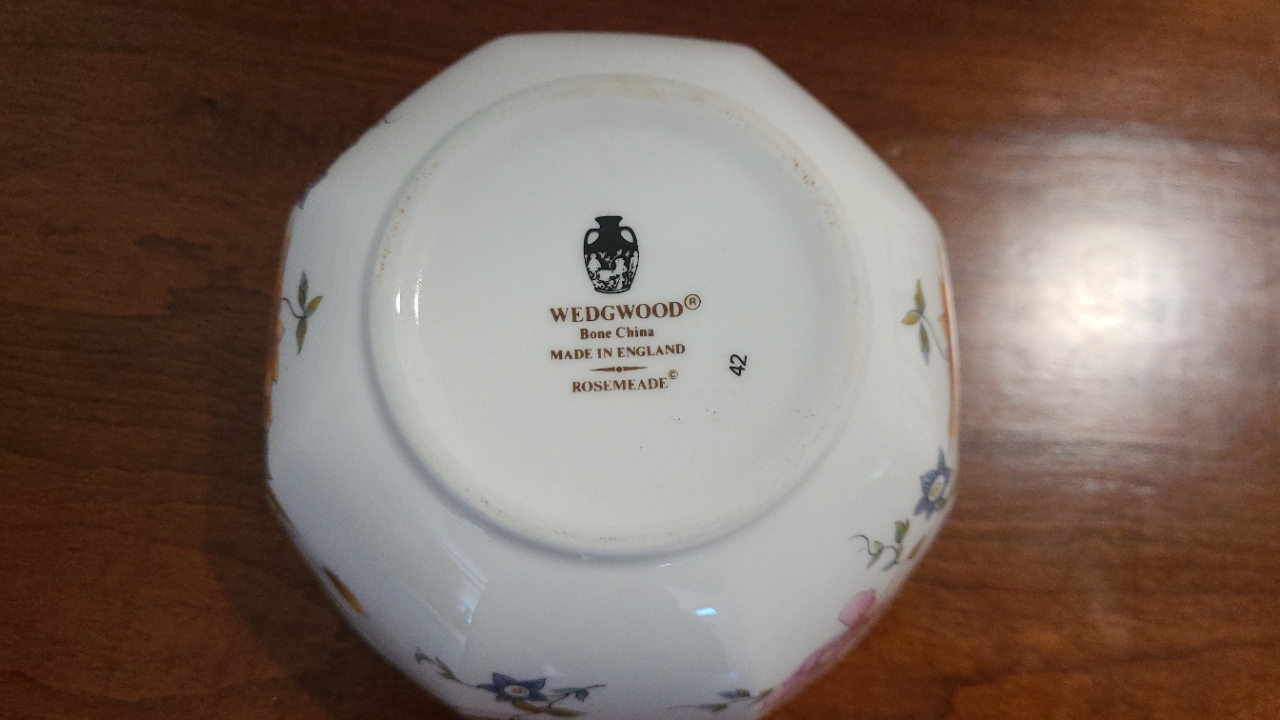 WEDGWOOD®
Bone China
MADE IN ENGLAND
ROSEMEADE©
42